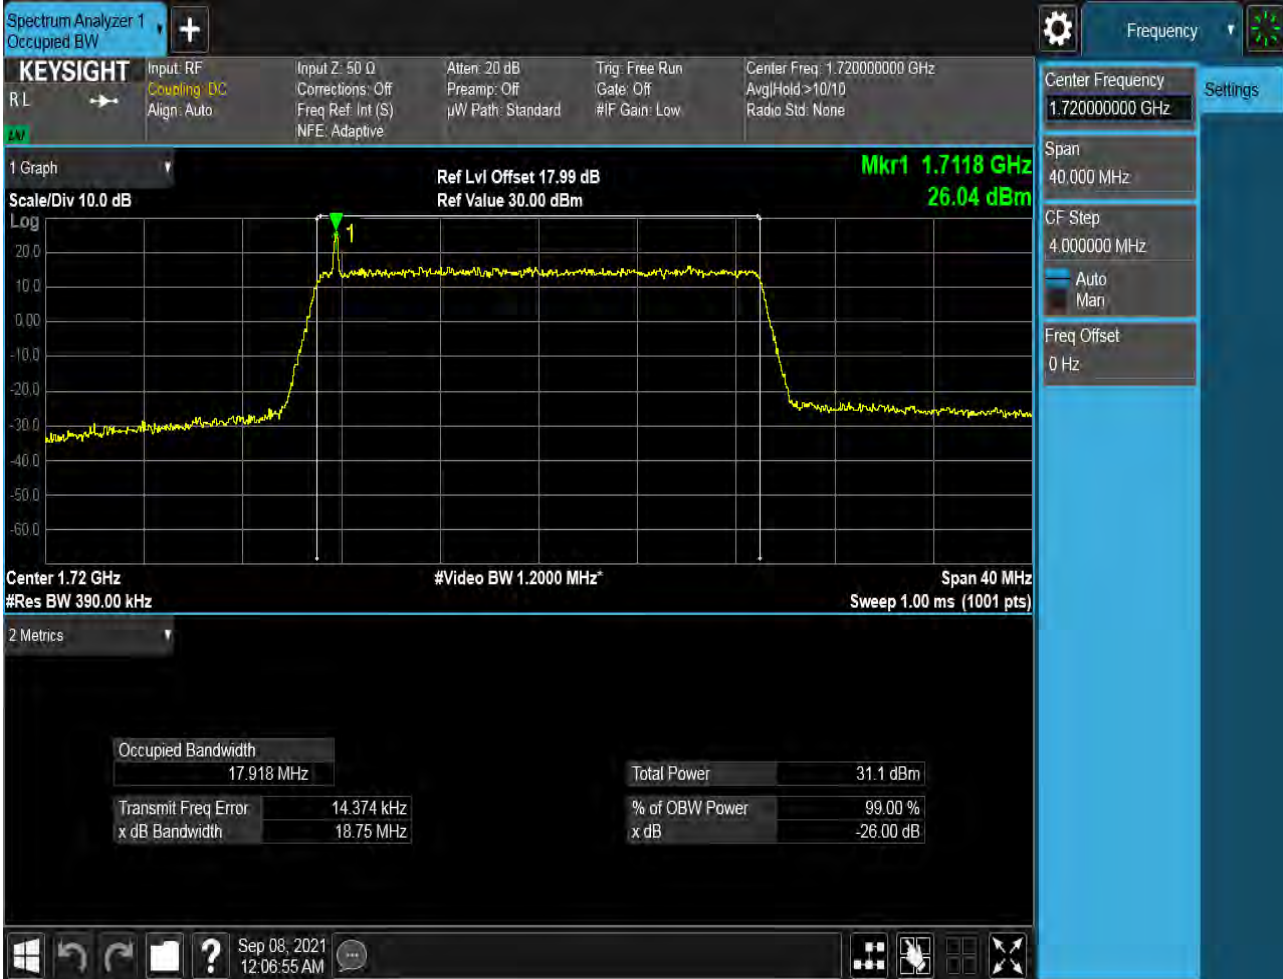 Spectrum Analyzer 1
Occupied BW
+
Frequency
KEYSIGHT
R L
Input: RF
Coupling: DC
Align: Auto
Input Z: 50 Ω
Corrections: Off
Freq Ref: Int (S)
NFE: Adaptive
Atten: 20 dB
Preamp: Off
µW Path: Standard
Trig: Free Run
Gate: Off
#IF Gain: Low
Center Freq: 1.720000000 GHz
Avg|Hold:>10/10
Radio Std: None
Center Frequency
1.720000000 GHz
Settings
Span
40.000 MHz
CF Step
4.000000 MHz
Auto
Man
Freq Offset
0 Hz
1 Graph
Scale/Div 10.0 dB
Log
Ref Lvl Offset 17.99 dB
Ref Value 30.00 dBm
Mkr1 1.7118 GHz
26.04 dBm
1
20.0
10.0
0.00
-10.0
-20.0
-30.0
-40.0
-50.0
-60.0
Center 1.72 GHz
#Video BW 1.2000 MHz*
Span 40 MHz
#Res BW 390.00 kHz
Sweep 1.00 ms (1001 pts)
2 Metrics
Occupied Bandwidth
17.918 MHz
Total Power 31.1 dBm
Transmit Freq Error 14.374 kHz
% of OBW Power 99.00 %
x dB Bandwidth 18.75 MHz
x dB -26.00 dB
?
Sep 08, 2021
12:06:55 AM